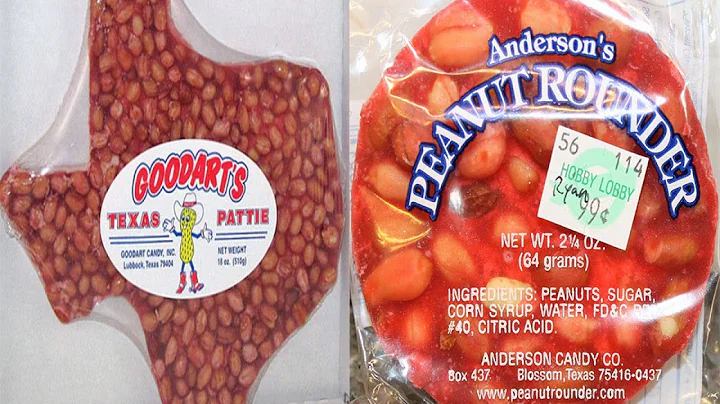 GOODART'S
TEXAS PATTIE
GOODART CANDY, INC.
Lubbock, Texas 79404
NET WEIGHT
18 oz. (510g)
Anderson's
PEANUT ROUNDER
56 114
HOBBY LOBBY
Ryan
99¢
NET WT. 2¼ OZ.
(64 grams)
INGREDIENTS: PEANUTS, SUGAR,
CORN SYRUP, WATER, FD&C RED
#40, CITRIC ACID.
ANDERSON CANDY CO.
Box 437 Blossom, Texas 75416-0437
www.peanutrounder.com